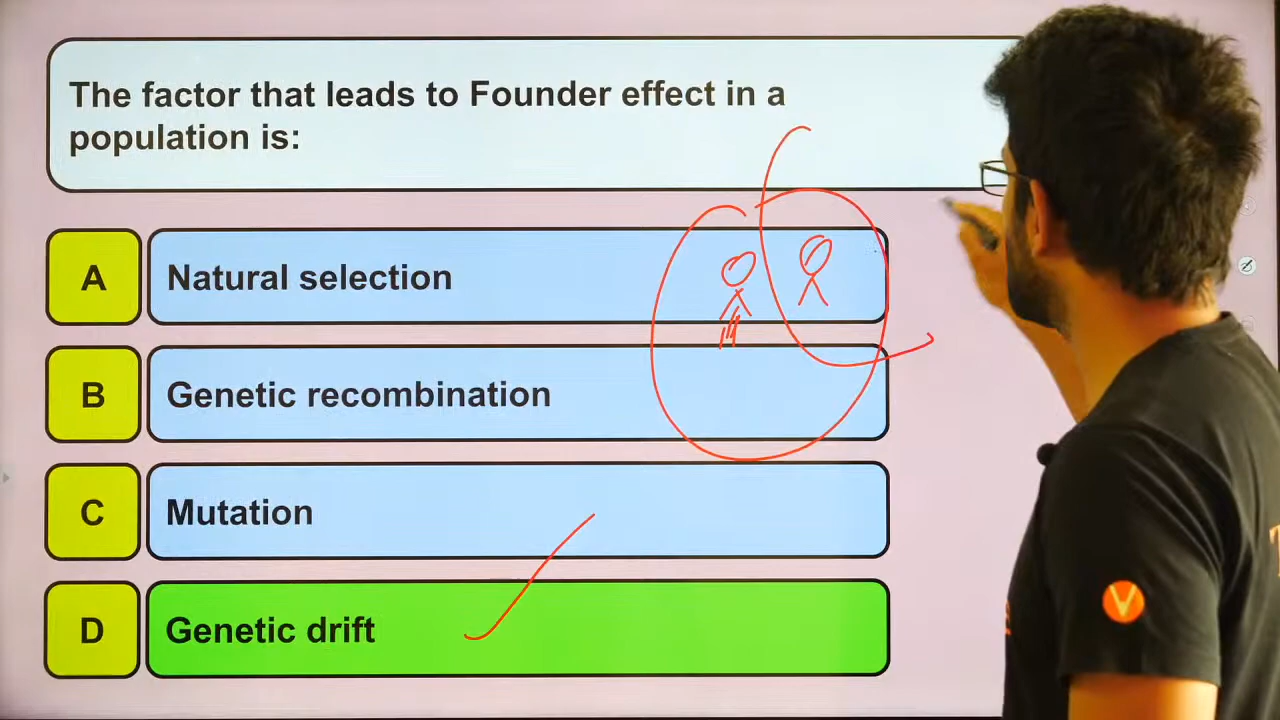 The factor that leads to Founder effect in a
population is:
A
Natural selection
B
Genetic recombination
C
Mutation
D
Genetic drift
V